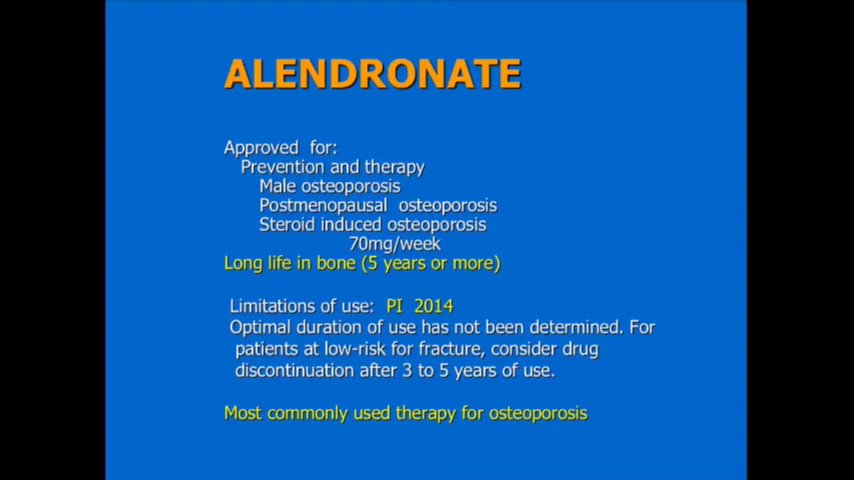 ALENDRONATE
Approved for:
Prevention and therapy
Male osteoporosis
Postmenopausal osteoporosis
Steroid induced osteoporosis
70mg/week
Long life in bone (5 years or more)
Limitations of use: PI 2014
Optimal duration of use has not been determined. For
patients at low-risk for fracture, consider drug
discontinuation after 3 to 5 years of use.
Most commonly used therapy for osteoporosis